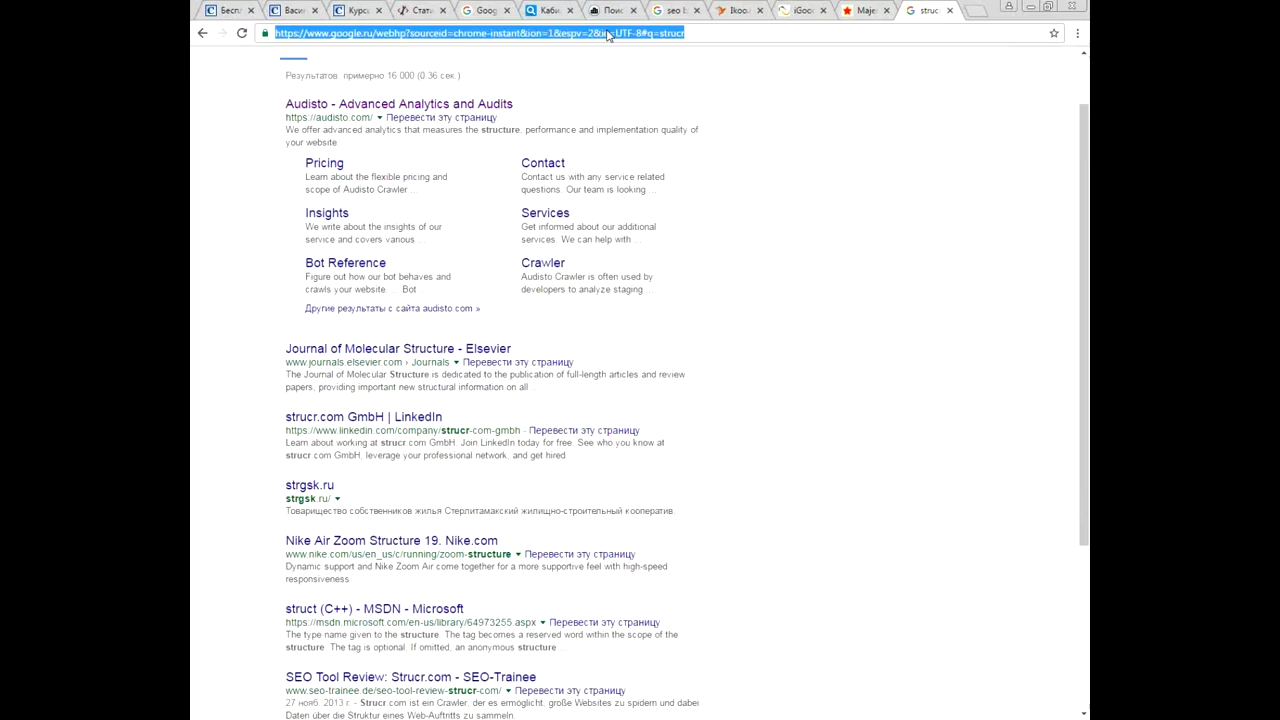 Бесп
Васи
Курс
Стати
Goog
Каби
Поис
seo b
Ikoo
iGoo
Maje
struc
https://www.google.ru/webhp?sourceid=chrome-instant&ion=1&espv=2&ie=UTF-8#q=strucr
Результатов: примерно 16 000 (0,36 сек.)
Audisto - Advanced Analytics and Audits
https://audisto.com/ ▼ Перевести эту страницу
We offer advanced analytics that measures the structure, performance and implementation quality of
your website.
Pricing
Learn about the flexible pricing and
scope of Audisto Crawler ...
Contact
Contact us with any service related
questions. Our team is looking ...
Insights
We write about the insights of our
service and covers various ...
Services
Get informed about our additional
services. We can help with ...
Bot Reference
Figure out how our bot behaves and
crawls your website. ... Bot
Crawler
Audisto Crawler is often used by
developers to analyze staging ...
Другие результаты с сайта audisto.com »
Journal of Molecular Structure - Elsevier
www.journals.elsevier.com › Journals ▼ Перевести эту страницу
The Journal of Molecular Structure is dedicated to the publication of full-length articles and review
papers, providing important new structural information on all ...
strucr.com GmbH | LinkedIn
https://www.linkedin.com/company/strucr-com-gmbh - Перевести эту страницу
Learn about working at strucr.com GmbH. Join LinkedIn today for free. See who you know at
strucr.com GmbH, leverage your professional network, and get hired.
strgsk.ru
strgsk.ru/ ▼
Товарищество собственников жилья Стерлитамакский жилищно-строительный кооператив.
Nike Air Zoom Structure 19. Nike.com
www.nike.com/us/en_us/c/running/zoom-structure ▼ Перевести эту страницу
Dynamic support and Nike Zoom Air come together for a more supportive feel with high-speed
responsiveness.
struct (C++) - MSDN - Microsoft
https://msdn.microsoft.com/en-us/library/64973255.aspx ▼ Перевести эту страницу
The type name given to the structure. The tag becomes a reserved word within the scope of the
structure. The tag is optional. If omitted, an anonymous structure ...
SEO Tool Review: Strucr.com - SEO-Trainee
www.seo-trainee.de/seo-tool-review-strucr-com/ ▼ Перевести эту страницу
27 нояб. 2013 г. - Strucr.com ist ein Crawler, der es ermöglicht, große Websites zu spidern und dabei
Daten über die Struktur eines Web-Auftritts zu sammeln.